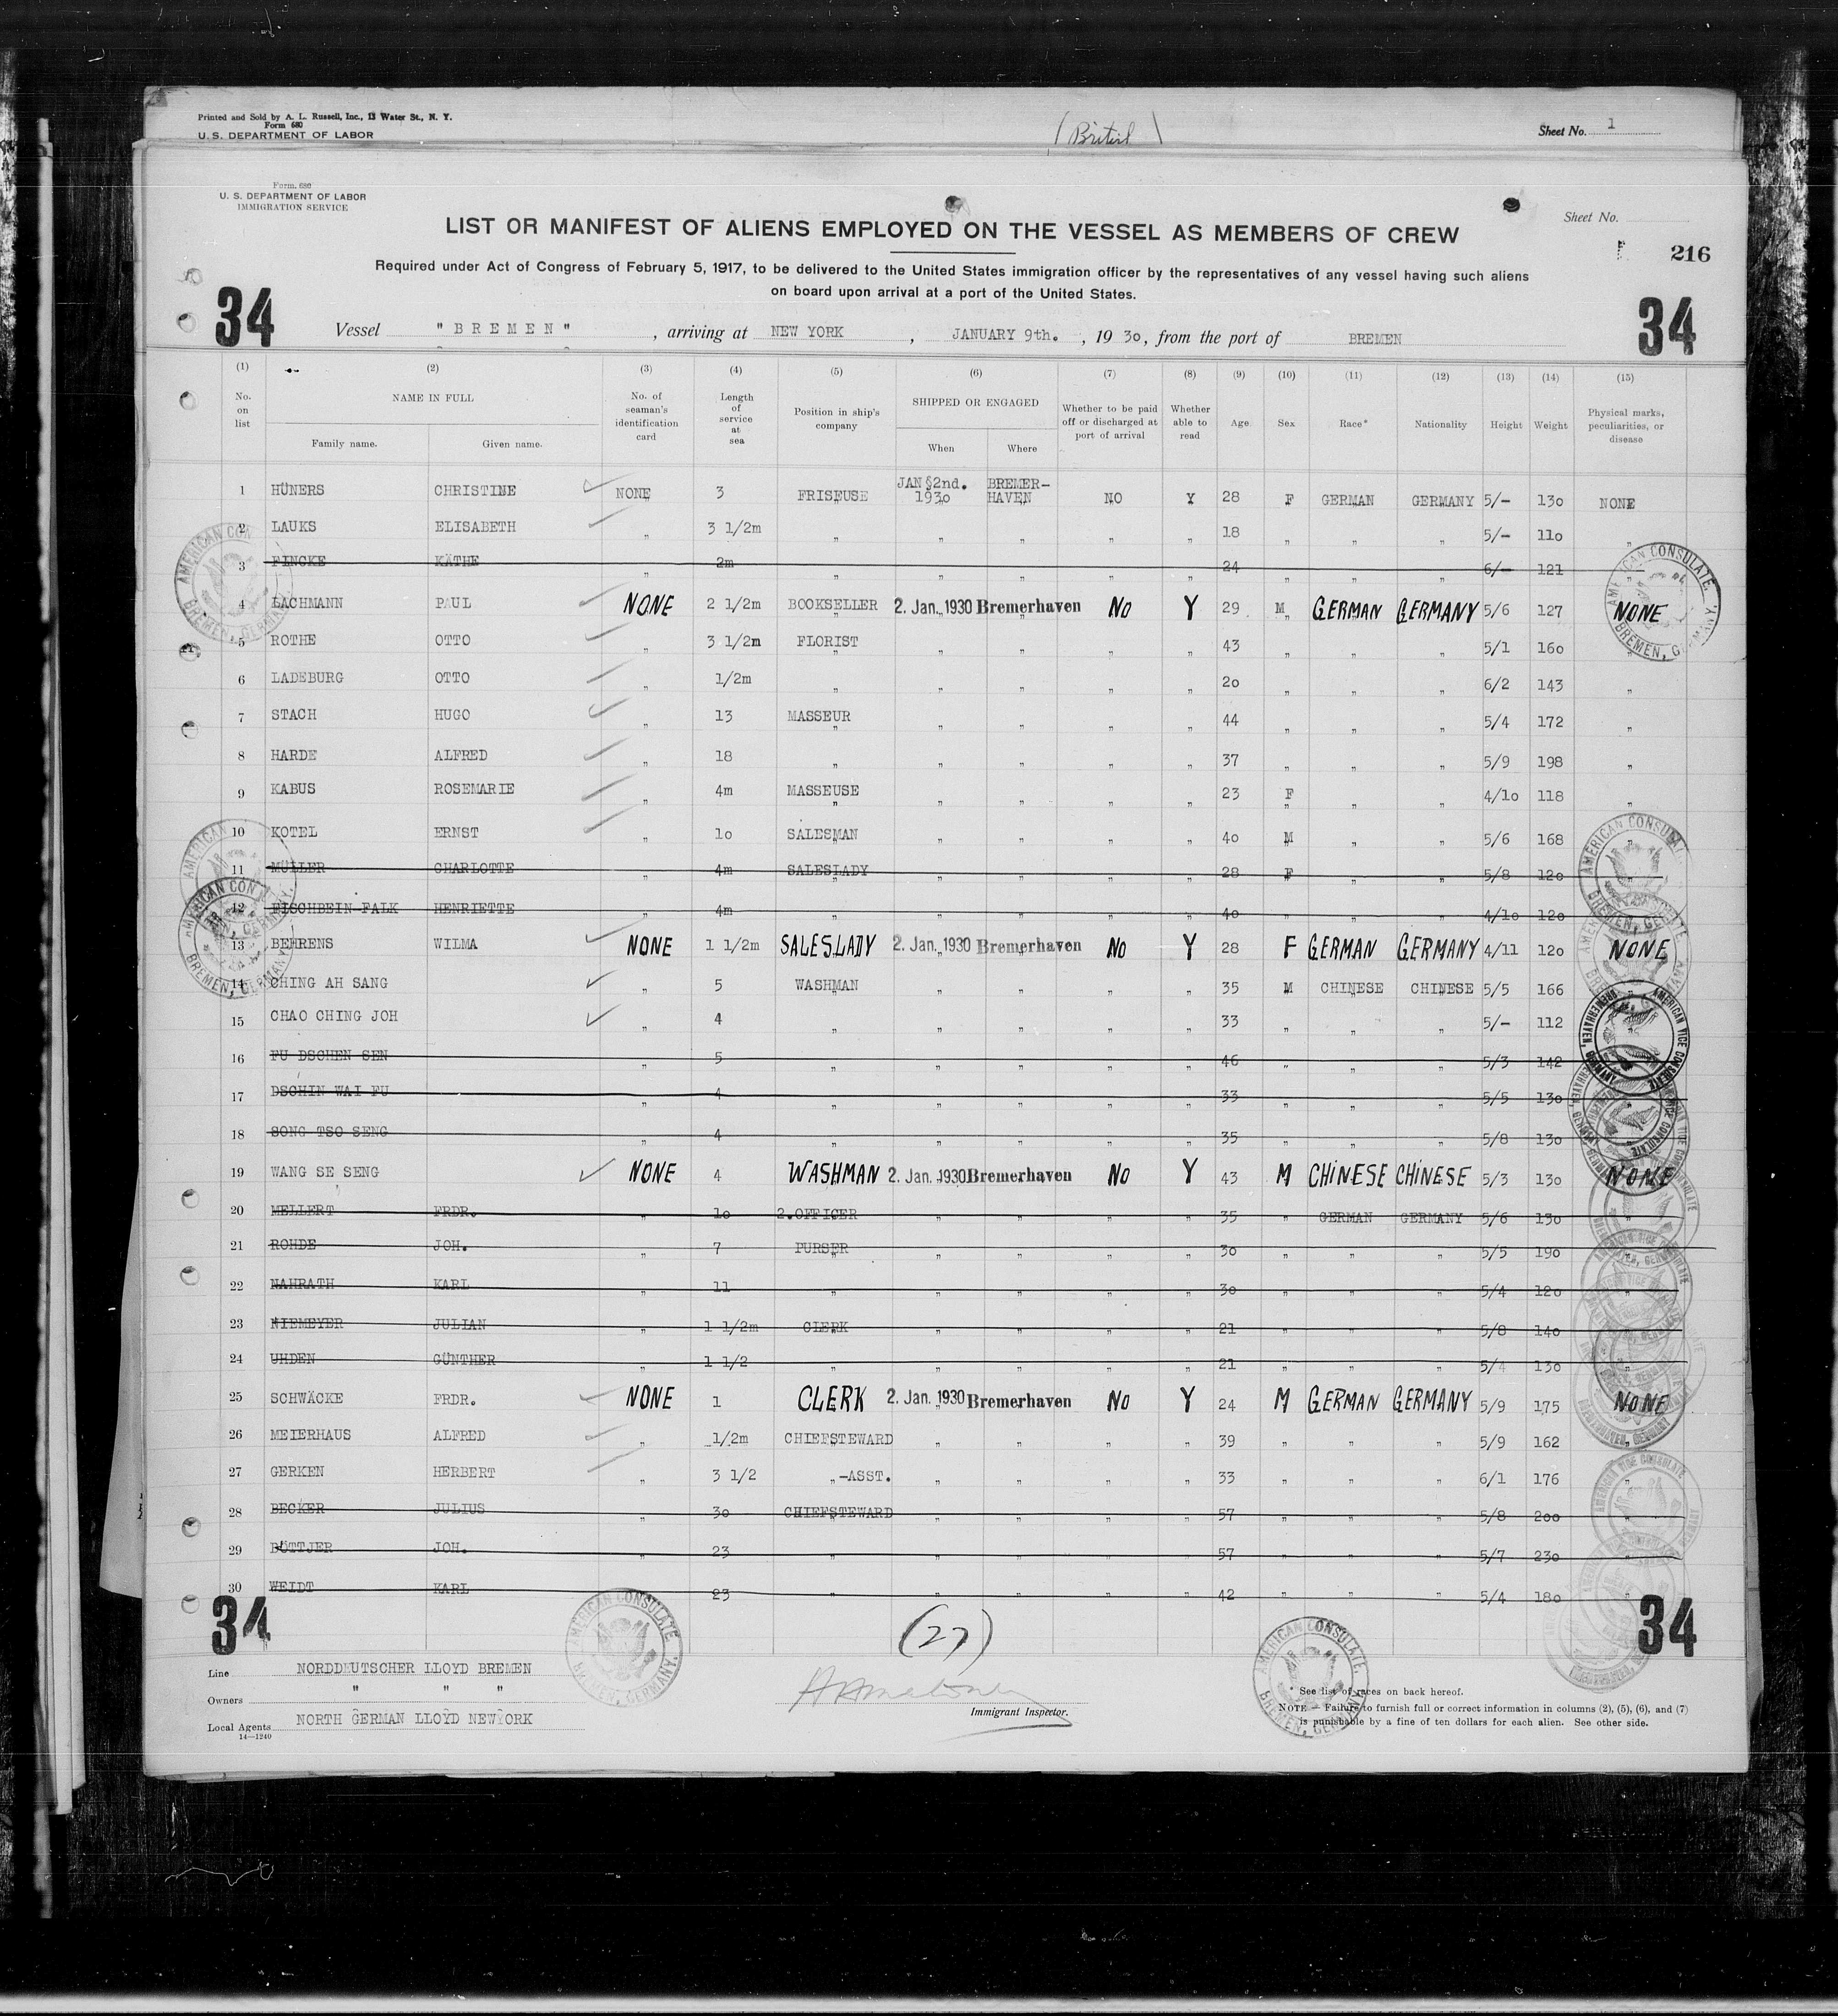 Printed and Sold by A. L. Russell, Inc., 13 Water St., N. Y.
Form 680
U. S. DEPARTMENT OF LABOR
Sheet No. 1
Form 680
U. S. DEPARTMENT OF LABOR
IMMIGRATION SERVICE
Sheet No.
LIST OR MANIFEST OF ALIENS EMPLOYED ON THE VESSEL AS MEMBERS OF CREW
216
Required under Act of Congress of February 5, 1917, to be delivered to the United States immigration officer by the representatives of any vessel having such aliens
on board upon arrival at a port of the United States.
34 34
Vessel "BREMEN", arriving at NEW YORK, JANUARY 9th., 1930, from the port of BREMEN
(1) (2) (3) (4) (5) (6) (7) (8) (9) (10) (11) (12) (13) (14) (15)
No. on list NAME IN FULL Family name. Given name. No. of seaman's identification card Length of service at sea Position in ship's company SHIPPED OR ENGAGED When Where Whether to be paid off or discharged at port of arrival Whether able to read Age Sex Race* Nationality Height Weight Physical marks, peculiarities, or disease
1 HÜNERS CHRISTINE NONE 3 FRISEUSE JAN 2nd. 1930 BREMER-HAVEN NO Y 28 F GERMAN GERMANY 5/- 130 NONE
2 LAUKS ELISABETH " 3 1/2m " " " " " 18 " " " 5/- 110 "
3 FINCKE KÄTHE " 2m " " " " " 24 " " " 6/- 121 "
4 LACHMANN PAUL NONE 2 1/2m BOOKSELLER 2. Jan. 1930 Bremerhaven NO Y 29 M GERMAN GERMANY 5/6 127 NONE
5 ROTHE OTTO " 3 1/2m FLORIST " " " " 43 " " " 5/1 160 "
6 LADEBURG OTTO " 1/2m " " " " " 20 " " " 6/2 143 "
7 STACH HUGO " 13 MASSEUR " " " " 44 " " " 5/4 172 "
8 HARDE ALFRED " 18 " " " " " 37 " " " 5/9 198 "
9 KABUS ROSEMARIE " 4m MASSEUSE " " " " 23 F " " 4/10 118 "
10 KOTEL ERNST " 10 SALESMAN " " " " 40 M " " 5/6 168 "
11 MÜLLER CHARLOTTE " 4m SALESLADY " " " " 28 F " " 5/8 120 "
12 FISCHBEIN-FALK HENRIETTE " 4m " " " " " 40 " " " 4/10 120 "
13 BEHRENS WILMA NONE 1 1/2m SALESLADY 2. Jan. 1930 Bremerhaven NO Y 28 F GERMAN GERMANY 4/11 120 NONE
14 CHING AH SANG " 5 WASHMAN " " " " 35 M CHINESE CHINESE 5/5 166 "
15 CHAO CHING JOH " 4 " " " " " 33 " " " 5/- 112 "
16 FU DSCHEN SEN " 5 " " " " " 46 " " " 5/3 142 "
17 DSCHIN WAI FU " 4 " " " " " 33 " " " 5/5 130 "
18 SONG TSO SENG " 4 " " " " " 35 " " " 5/8 130 "
19 WANG SE SENG NONE 4 WASHMAN 2. Jan. 1930 Bremerhaven NO Y 43 M CHINESE CHINESE 5/3 130 NONE
20 MELLERT FRDR. " 10 2.OFFICER " " " " 35 " GERMAN GERMANY 5/6 130 "
21 ROHDE JOH. " 7 PURSER " " " " 30 " " " 5/5 190 "
22 NAHRATH KARL " 11 " " " " " 30 " " " 5/4 120 "
23 NIEMEYER JULIAN " 1 1/2m CLERK " " " " 21 " " " 5/8 140 "
24 UHDEN GÜNTHER " 1 1/2 " " " " " 21 " " " 5/4 130 "
25 SCHWÄCKE FRDR. NONE 1 CLERK 2. Jan. 1930 Bremerhaven NO Y 24 M GERMAN GERMANY 5/9 175 NONE
26 MEIERHAUS ALFRED " 1/2m CHIEFSTEWARD " " " " 39 " " " 5/9 162 "
27 GERKEN HERBERT " 3 1/2 "-ASST. " " " " 33 " " " 6/1 176 "
28 BECKER JULIUS " 30 CHIEFSTEWARD " " " " 57 " " " 5/8 200 "
29 BÖTTJER JOH. " 23 " " " " " 57 " " " 5/7 230 "
30 WEIDT KARL " 23 " " " " " 42 " " " 5/4 180 "
34 (27) 34
Line NORDDEUTSCHER LLOYD BREMEN
Owners " " "
Local Agents NORTH GERMAN LLOYD NEWYORK
14—1240
Immigrant Inspector.
* See list of races on back hereof.
NOTE.—Failure to furnish full or correct information in columns (2), (5), (6), and (7)
is punishable by a fine of ten dollars for each alien. See other side.
AMERICAN CONSULATE BREMEN, GERMANY
AMERICAN VICE CONSULATE BREMERHAVEN, GERMANY